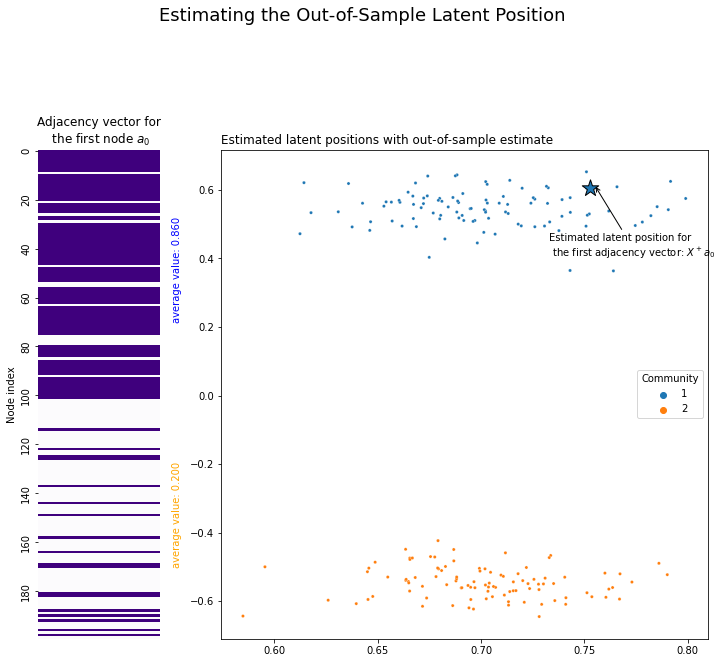 Estimating the Out-of-Sample Latent Position
Adjacency vector for
the first node a₀
Node index
0
20
40
60
80
100
120
140
160
180
average value: 0.860
average value: 0.200
Estimated latent positions with out-of-sample estimate
0.6
0.4
0.2
0.0
−0.2
−0.4
−0.6
Estimated latent position for
the first adjacency vector: X⁺a₀
Community
1
2
0.60
0.65
0.70
0.75
0.80